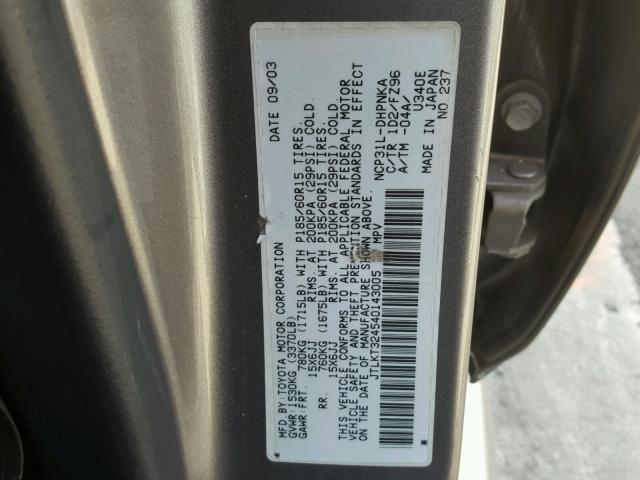 MFD.BY:TOYOTA MOTOR CORPORATION DATE 09/03
GVWR:1530KG (3370LB)
GAWR:FRT. 780KG (1715LB) WITH P185/60R15 TIRES.
15X6JJ RIMS. AT 200KPA (29PSI) COLD.
RR. 760KG (1675LB) WITH P185/60R15 TIRES.
15X6JJ RIMS. AT 200KPA (29PSI) COLD.
THIS VEHICLE CONFORMS TO ALL APPLICABLE FEDERAL MOTOR
VEHICLE SAFETY AND THEFT PREVENTION STANDARDS IN EFFECT
ON THE DATE OF MANUFACTURE SHOWN ABOVE.
JTLKT324540143005 MPV
NCP31L-DHPNKA
C/TR 1D2/FZ96
A/TM -04A/ U340E
MADE IN JAPAN
NO.237